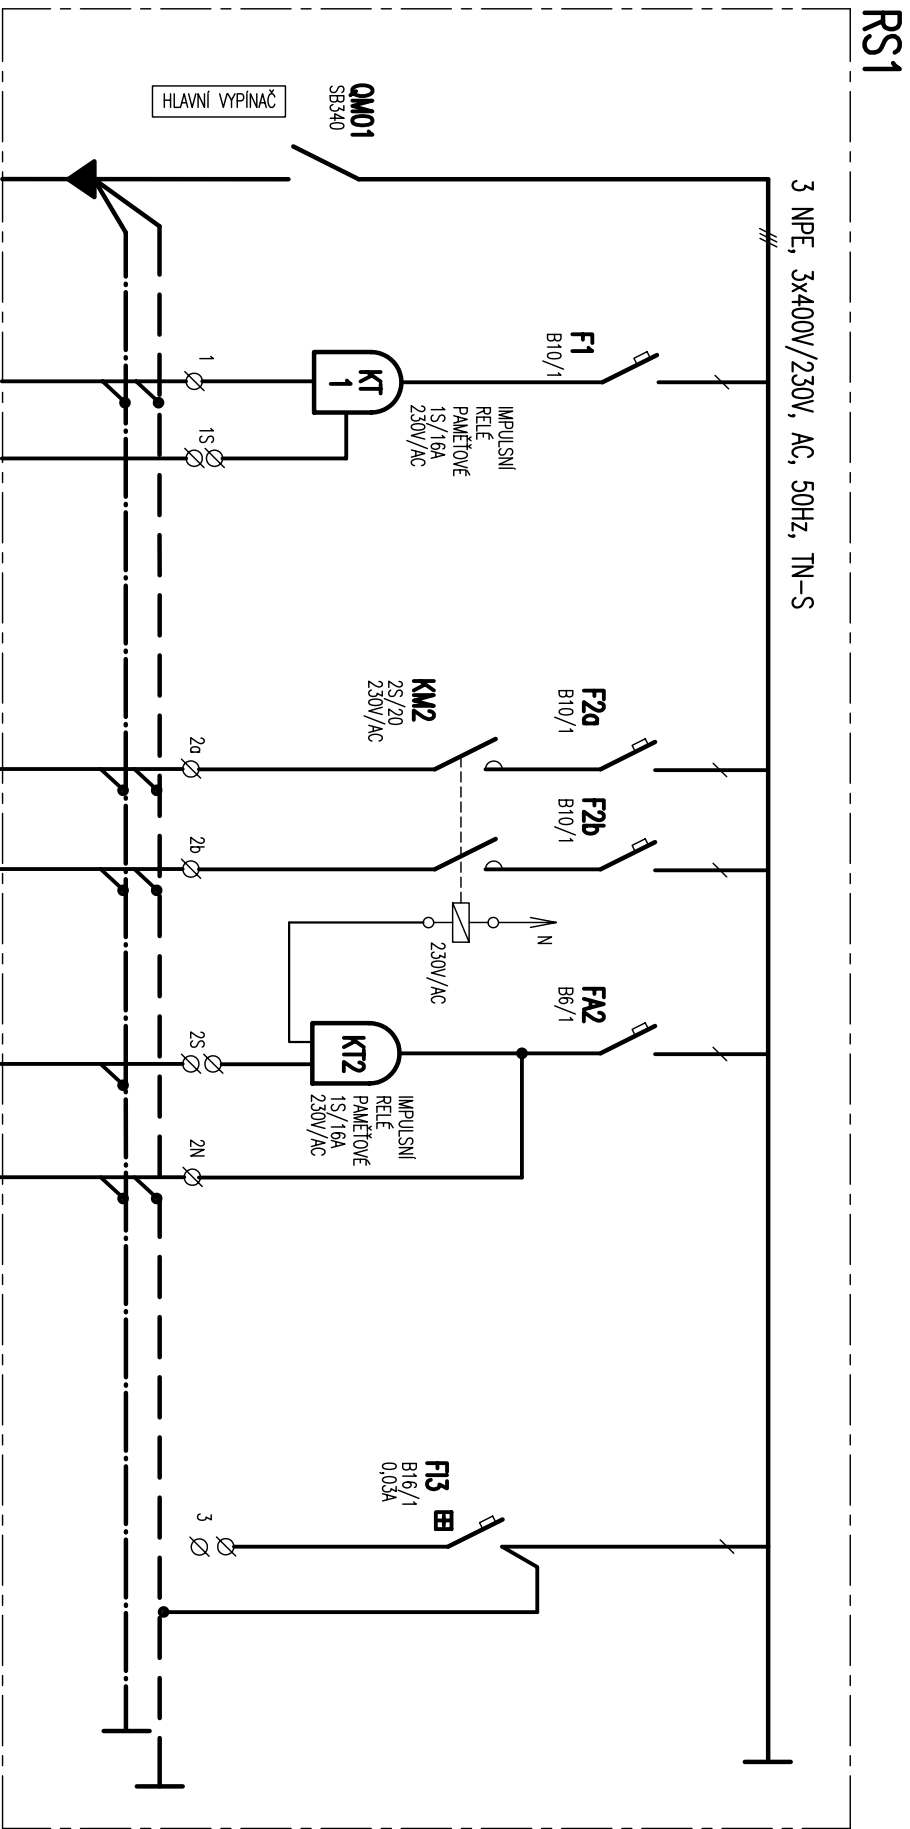 RS1
3 NPE, 3x400V/230V, AC, 50Hz, TN-S
QM01
SB340
HLAVNÍ VYPÍNAČ
F1
B10/1
KT
1
IMPULSNÍ
RELÉ
PAMĚŤOVÉ
1S/16A
230V/AC
1
1S
F2a
B10/1
F2b
B10/1
KM2
2S/20
230V/AC
N
230V/AC
2a
2b
FA2
B6/1
KT2
IMPULSNÍ
RELÉ
PAMĚŤOVÉ
1S/16A
230V/AC
2S
2N
FI3
B16/1
0,03A
3